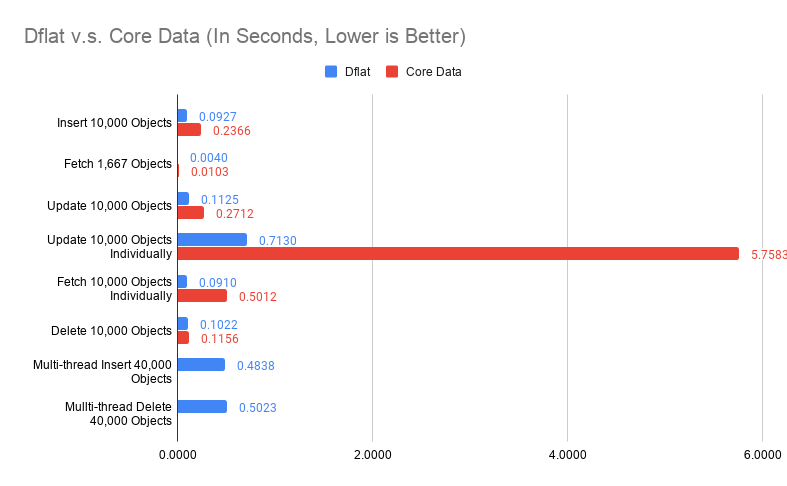 Dflat v.s. Core Data (In Seconds, Lower is Better)
Dflat
Core Data
Insert 10,000 Objects
0.0927
0.2366
Fetch 1,667 Objects
0.0040
0.0103
Update 10,000 Objects
0.1125
0.2712
Update 10,000 Objects
Individually
0.7130
5.7583
Fetch 10,000 Objects
Individually
0.0910
0.5012
Delete 10,000 Objects
0.1022
0.1156
Multi-thread Insert 40,000
Objects
0.4838
Mullti-thread Delete
40,000 Objects
0.5023
0.0000
2.0000
4.0000
6.0000